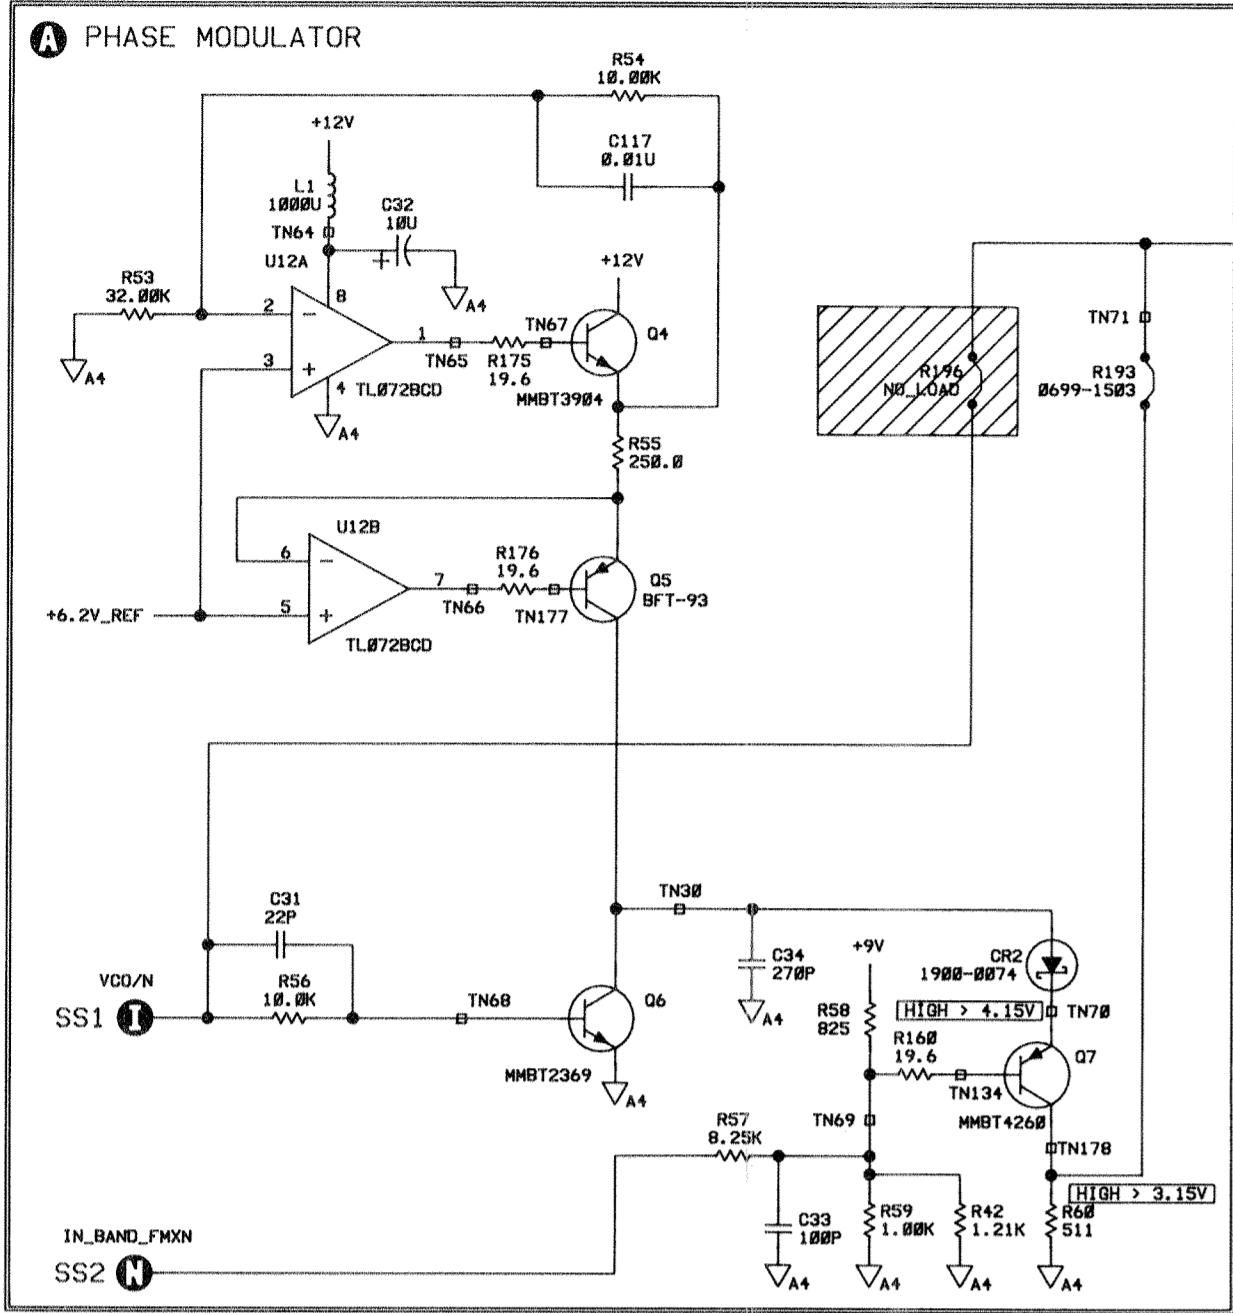 A PHASE MODULATOR
R54
10.00K
+12V
C117
0.01U
L1
1000U
C32
10U
TN64
+
U12A
+12V
R53
32.00K
8
A4
2
−
TN67
Q4
TN71
1
3
+
TN65
R175
19.6
R196
NO_LOAD
R193
0699-1503
A4
4
TL072BCD
MMBT3904
A4
R55
250.0
U12B
6
−
R176
19.6
7
Q5
BFT-93
+6.2V_REF
5
+
TN66
TN177
TL072BCD
C31
22P
TN30
+9V
VCO/N
R56
10.0K
C34
270P
CR2
1900-0074
SS1 I
TN68
Q6
A4
R58
825
HIGH > 4.15V
TN70
R160
19.6
Q7
MMBT2369
A4
TN134
R57
8.25K
TN69
MMBT4260
TN178
HIGH > 3.15V
IN_BAND_FMXN
C33
100P
R59
1.00K
R42
1.21K
R60
511
SS2 N
A4
A4
A4
A4